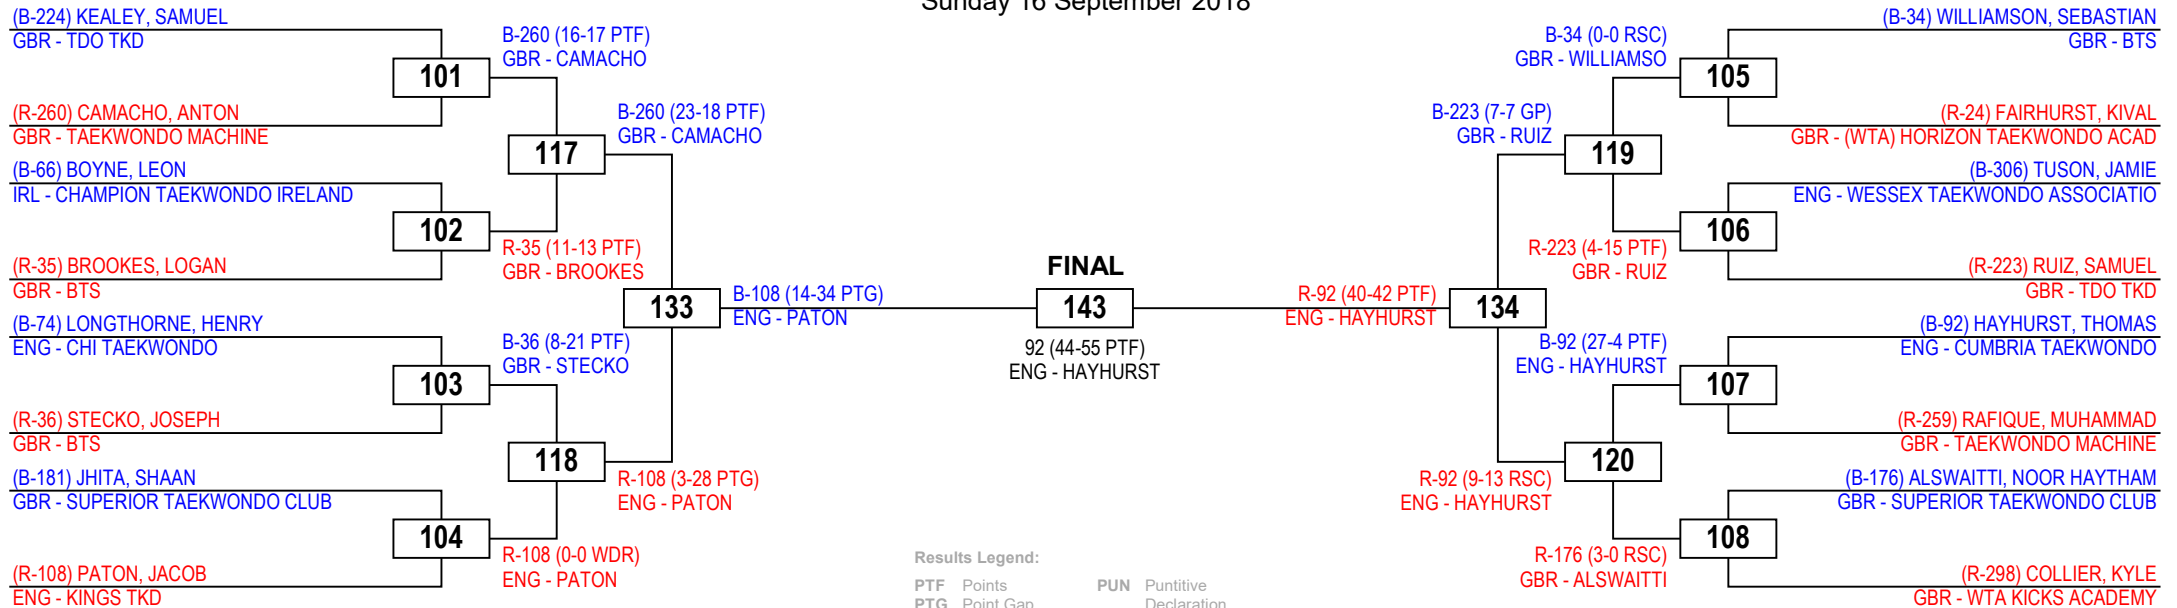 Sunday 16 September 2018
(B-224) KEALEY, SAMUEL
GBR - TDO TKD
(R-260) CAMACHO, ANTON
GBR - TAEKWONDO MACHINE
(B-66) BOYNE, LEON
IRL - CHAMPION TAEKWONDO IRELAND
(R-35) BROOKES, LOGAN
GBR - BTS
(B-74) LONGTHORNE, HENRY
ENG - CHI TAEKWONDO
(R-36) STECKO, JOSEPH
GBR - BTS
(B-181) JHITA, SHAAN
GBR - SUPERIOR TAEKWONDO CLUB
(R-108) PATON, JACOB
ENG - KINGS TKD
101
102
103
104
B-260 (16-17 PTF)
GBR - CAMACHO
R-35 (11-13 PTF)
GBR - BROOKES
B-36 (8-21 PTF)
GBR - STECKO
R-108 (0-0 WDR)
ENG - PATON
117
118
B-260 (23-18 PTF)
GBR - CAMACHO
R-108 (3-28 PTG)
ENG - PATON
133
B-108 (14-34 PTG)
ENG - PATON
FINAL
143
92 (44-55 PTF)
ENG - HAYHURST
R-92 (40-42 PTF)
ENG - HAYHURST
134
B-223 (7-7 GP)
GBR - RUIZ
R-92 (9-13 RSC)
ENG - HAYHURST
119
120
B-34 (0-0 RSC)
GBR - WILLIAMSO
R-223 (4-15 PTF)
GBR - RUIZ
B-92 (27-4 PTF)
ENG - HAYHURST
R-176 (3-0 RSC)
GBR - ALSWAITTI
105
106
107
108
(B-34) WILLIAMSON, SEBASTIAN
GBR - BTS
(R-24) FAIRHURST, KIVAL
GBR - (WTA) HORIZON TAEKWONDO ACAD
(B-306) TUSON, JAMIE
ENG - WESSEX TAEKWONDO ASSOCIATIO
(R-223) RUIZ, SAMUEL
GBR - TDO TKD
(B-92) HAYHURST, THOMAS
ENG - CUMBRIA TAEKWONDO
(R-259) RAFIQUE, MUHAMMAD
GBR - TAEKWONDO MACHINE
(B-176) ALSWAITTI, NOOR HAYTHAM
GBR - SUPERIOR TAEKWONDO CLUB
(R-298) COLLIER, KYLE
GBR - WTA KICKS ACADEMY
Results Legend:
PTF Points PUN Puntitive
PTG Point Gap Declaration